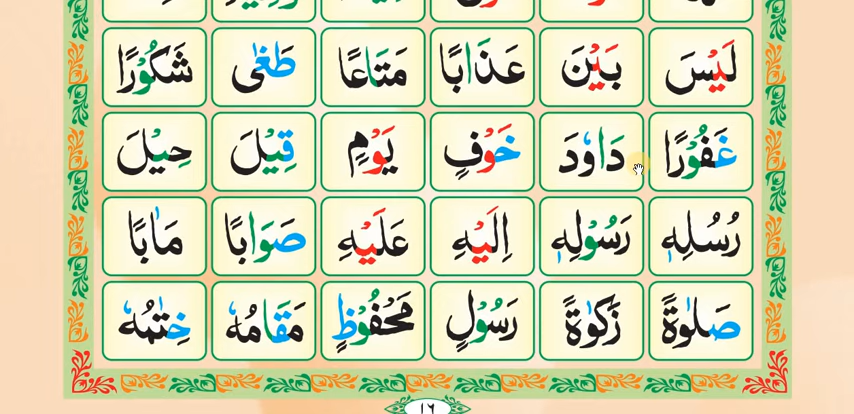 لَيْسَ بَيْنَ عَذَابًا مَتَاعًا طَغٰى شَكُوْرًا
غَفُوْرًا دَاوٗدَ خَوْفٍ يَوْمِ قِيْلَ حِيْلَ
رُسُلِهٖ رَسُوْلِهٖ اِلَيْهِ عَلَيْهِ صَوَابًا مَاٰبًا
صَلٰوةً زَكٰوةً رَسُوْلٍ مَحْفُوْظٍ مَقَامُهٗ خِتٰمُهٗ
١٦